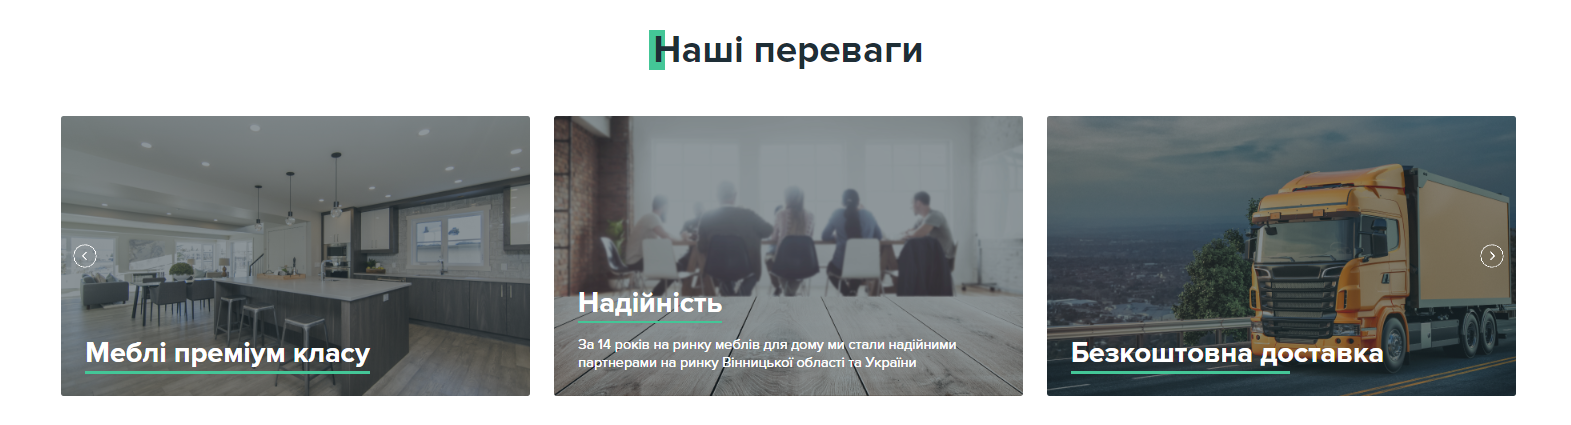 Наші переваги
Меблі преміум класу
Надійність
За 14 років на ринку меблів для дому ми стали надійними
партнерами на ринку Вінницької області та України
Безкоштовна доставка